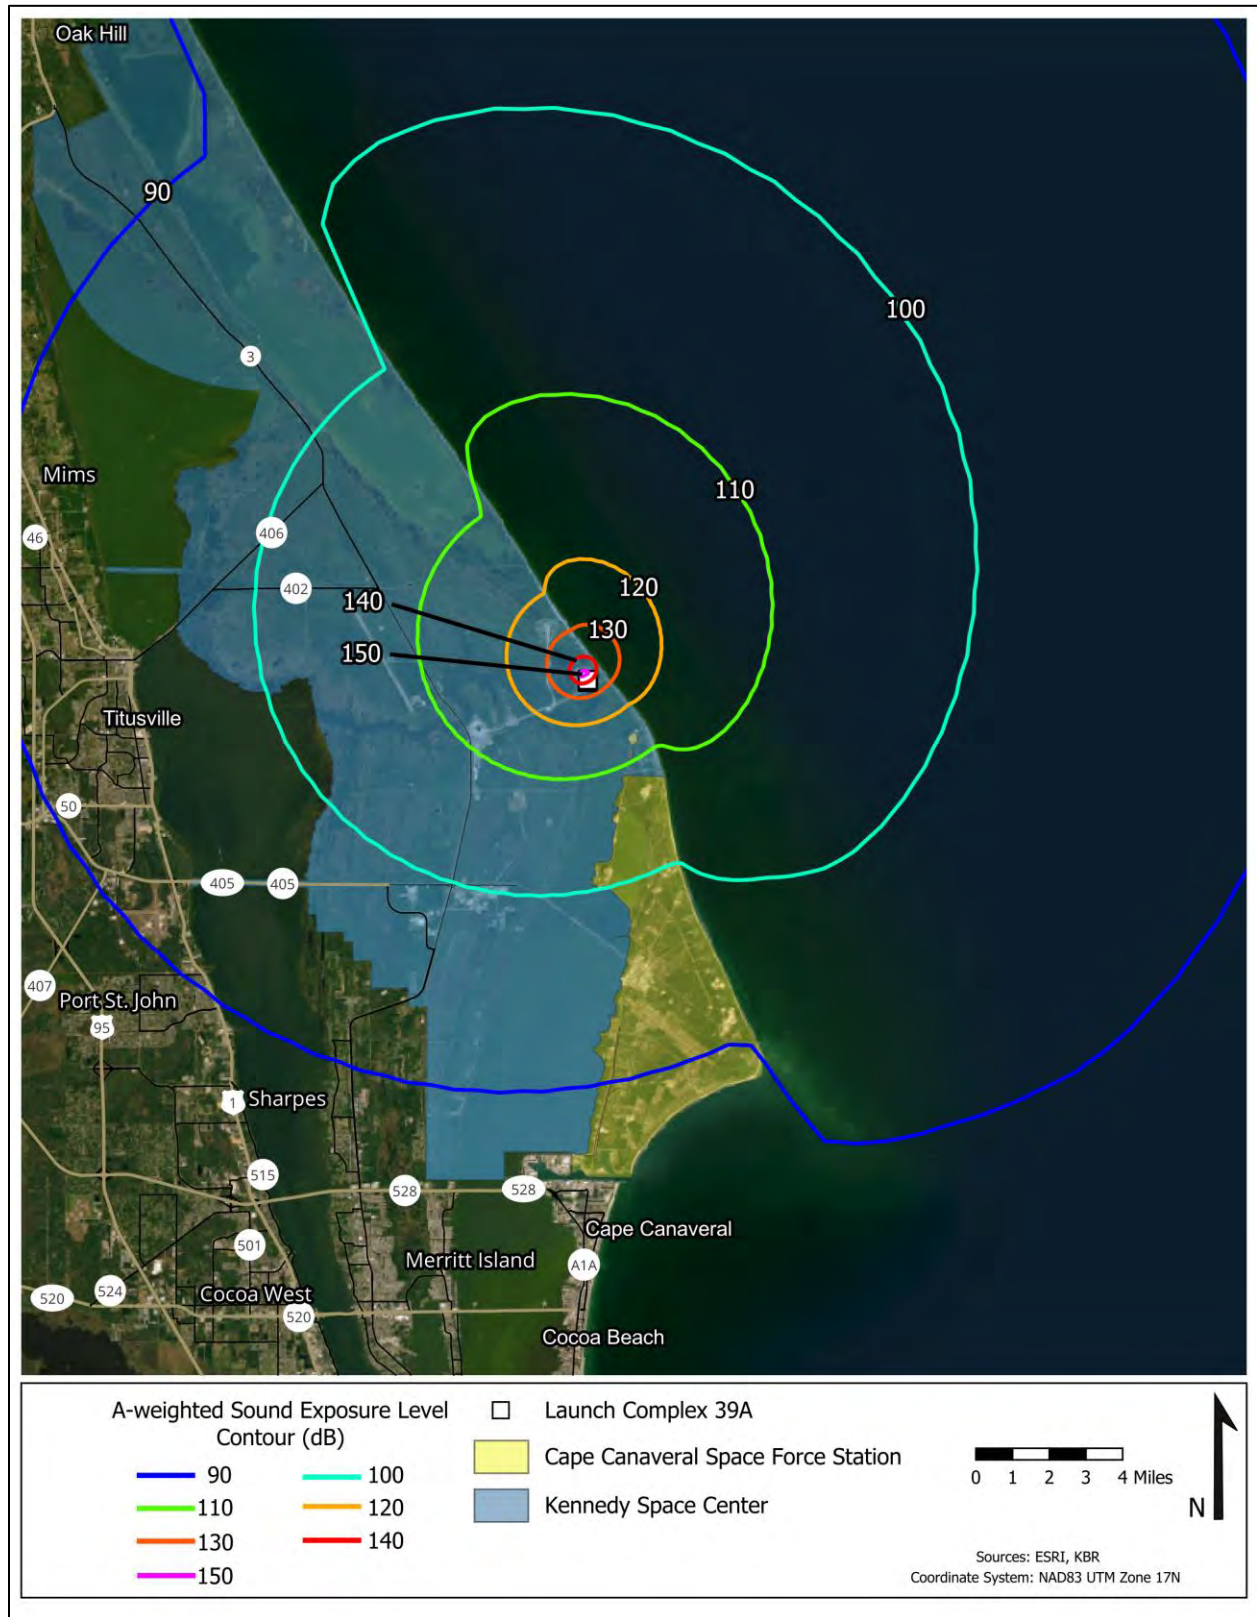 Oak Hill
90
100
3
Mims
110
406
46
402
120
140
130
150
Titusville
50
405
405
407
Port St. John
95
1
Sharpes
515
528
528
Cape Canaveral
501
Merritt Island
A1A
524
520
Cocoa West
520
Cocoa Beach
A-weighted Sound Exposure Level
Contour (dB)
90
100
110
120
130
140
150
Launch Complex 39A
Cape Canaveral Space Force Station
Kennedy Space Center
0 1 2 3 4 Miles
N
Sources: ESRI, KBR
Coordinate System: NAD83 UTM Zone 17N